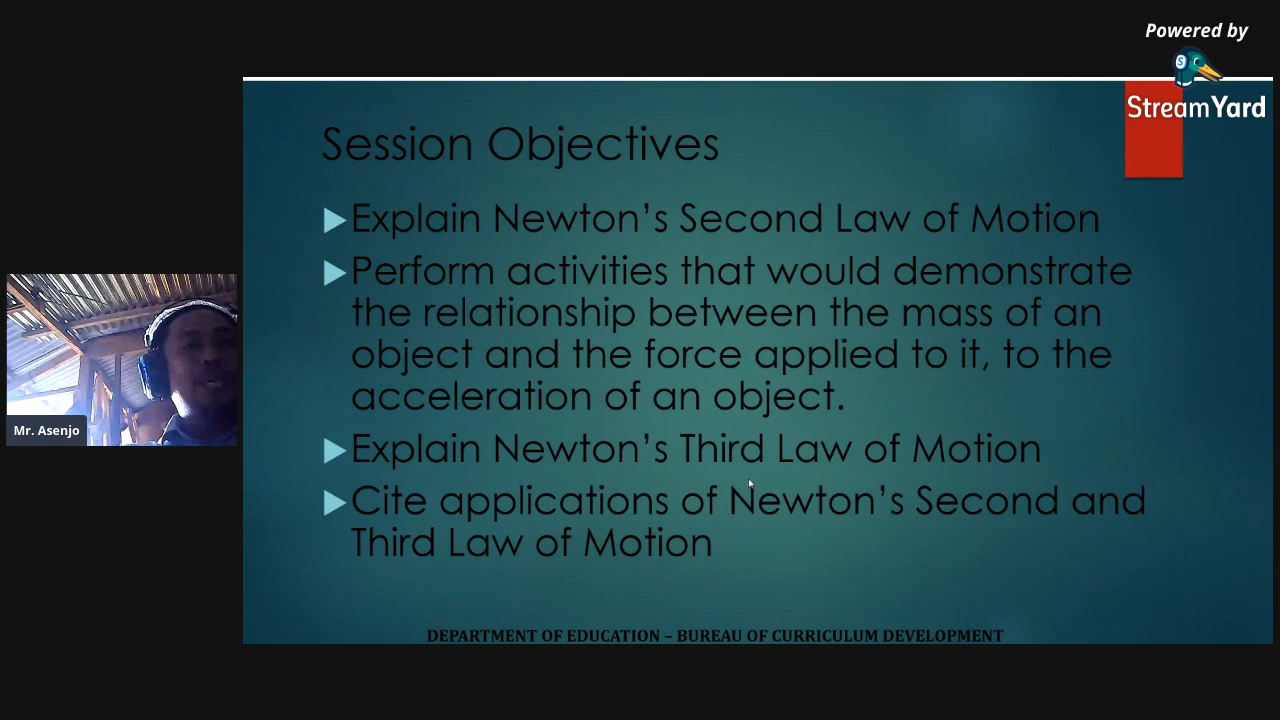 Powered by
StreamYard
Session Objectives
Explain Newton’s Second Law of Motion
Perform activities that would demonstrate
the relationship between the mass of an
object and the force applied to it, to the
acceleration of an object.
Explain Newton’s Third Law of Motion
Cite applications of Newton’s Second and
Third Law of Motion
Mr. Asenjo
DEPARTMENT OF EDUCATION – BUREAU OF CURRICULUM DEVELOPMENT